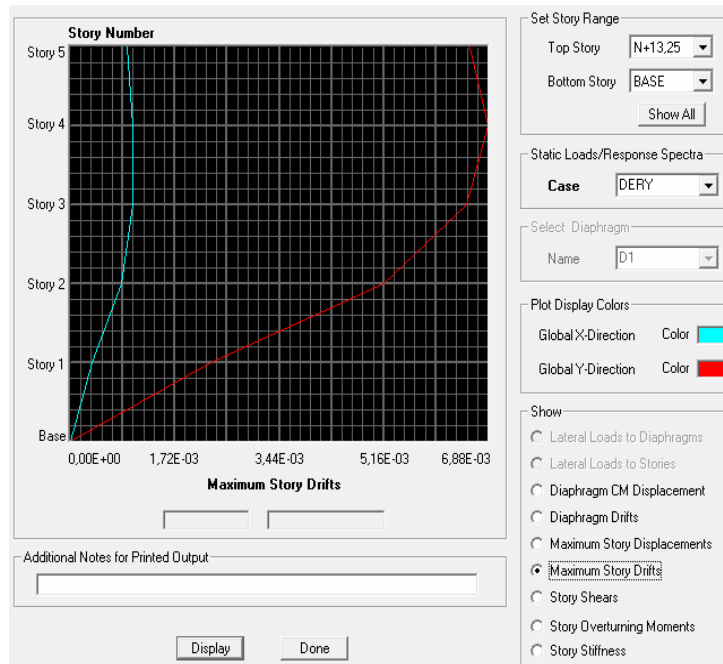 Story Number
Story 5
Story 4
Story 3
Story 2
Story 1
Base
0,00E+00 1,72E-03 3,44E-03 5,16E-03 6,88E-03
Maximum Story Drifts
Additional Notes for Printed Output
Display Done
Set Story Range
Top Story N+13,25
Bottom Story BASE
Show All
Static Loads/Response Spectra
Case DERY
Select Diaphragm
Name D1
Plot Display Colors
Global X-Direction Color
Global Y-Direction Color
Show
Lateral Loads to Diaphragms
Lateral Loads to Stories
Diaphragm CM Displacement
Diaphragm Drifts
Maximum Story Displacements
Maximum Story Drifts
Story Shears
Story Overturning Moments
Story Stiffness